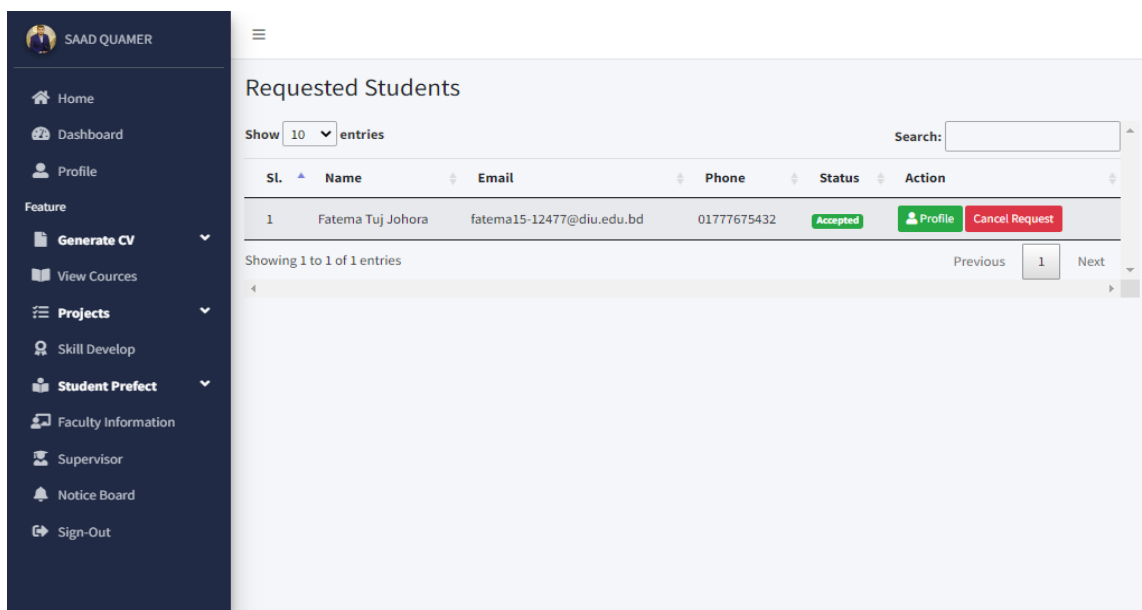 SAAD QUAMER
Home
Dashboard
Profile
Feature
Generate CV
View Cources
Projects
Skill Develop
Student Prefect
Faculty Information
Supervisor
Notice Board
Sign-Out
Requested Students
Show 10 entries Search:
Sl. Name Email Phone Status Action
1 Fatema Tuj Johora fatema15-12477@diu.edu.bd 01777675432 Accepted Profile Cancel Request
Showing 1 to 1 of 1 entries Previous 1 Next